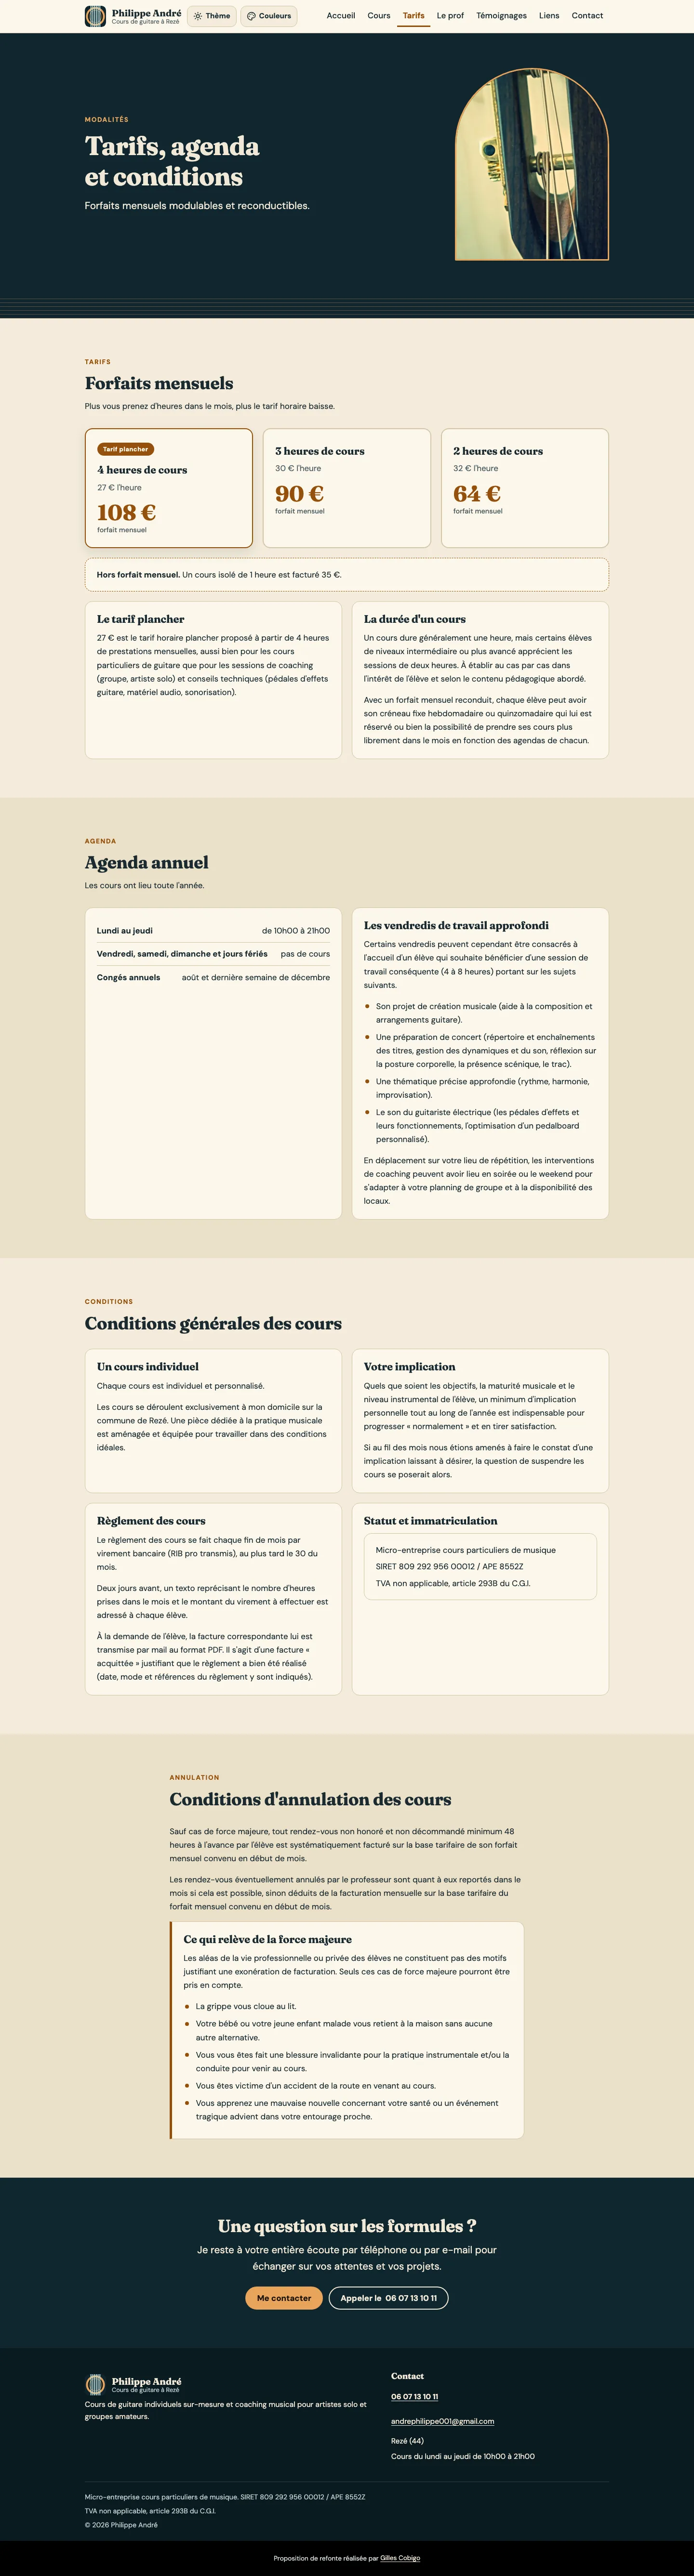 Philippe André
Cours de guitare à Rezé
Thème
Couleurs
Accueil
Cours
Tarifs
Le prof
Témoignages
Liens
Contact
MODALITÉS
Tarifs, agenda
et conditions
Forfaits mensuels modulables et reconductibles.
TARIFS
Forfaits mensuels
Plus vous prenez d'heures dans le mois, plus le tarif horaire baisse.
Tarif plancher
4 heures de cours
27 € l'heure
108 €
forfait mensuel
3 heures de cours
30 € l'heure
90 €
forfait mensuel
2 heures de cours
32 € l'heure
64 €
forfait mensuel
Hors forfait mensuel. Un cours isolé de 1 heure est facturé 35 €.
Le tarif plancher
27 € est le tarif horaire plancher proposé à partir de 4 heures
de prestations mensuelles, aussi bien pour les cours
particuliers de guitare que pour les sessions de coaching
(groupe, artiste solo) et conseils techniques (pédales d'effets
guitare, matériel audio, sonorisation).
La durée d'un cours
Un cours dure généralement une heure, mais certains élèves
de niveaux intermédiaire ou plus avancé apprécient les
sessions de deux heures. À établir au cas par cas dans
l'intérêt de l'élève et selon le contenu pédagogique abordé.
Avec un forfait mensuel reconduit, chaque élève peut avoir
son créneau fixe hebdomadaire ou quinzomadaire qui lui est
réservé ou bien la possibilité de prendre ses cours plus
librement dans le mois en fonction des agendas de chacun.
AGENDA
Agenda annuel
Les cours ont lieu toute l'année.
Lundi au jeudi de 10h00 à 21h00
Vendredi, samedi, dimanche et jours fériés pas de cours
Congés annuels août et dernière semaine de décembre
Les vendredis de travail approfondi
Certains vendredis peuvent cependant être consacrés à
l'accueil d'un élève qui souhaite bénéficier d'une session de
travail conséquente (4 à 8 heures) portant sur les sujets
suivants.
Son projet de création musicale (aide à la composition et
arrangements guitare).
Une préparation de concert (répertoire et enchaînements
des titres, gestion des dynamiques et du son, réflexion sur
la posture corporelle, la présence scénique, le trac).
Une thématique précise approfondie (rythme, harmonie,
improvisation).
Le son du guitariste électrique (les pédales d'effets et
leurs fonctionnements, l'optimisation d'un pedalboard
personnalisé).
En déplacement sur votre lieu de répétition, les interventions
de coaching peuvent avoir lieu en soirée ou le weekend pour
s'adapter à votre planning de groupe et à la disponibilité des
locaux.
CONDITIONS
Conditions générales des cours
Un cours individuel
Chaque cours est individuel et personnalisé.
Les cours se déroulent exclusivement à mon domicile sur la
commune de Rezé. Une pièce dédiée à la pratique musicale
est aménagée et équipée pour travailler dans des conditions
idéales.
Votre implication
Quels que soient les objectifs, la maturité musicale et le
niveau instrumental de l'élève, un minimum d'implication
personnelle tout au long de l'année est indispensable pour
progresser « normalement » et en tirer satisfaction.
Si au fil des mois nous étions amenés à faire le constat d'une
implication laissant à désirer, la question de suspendre les
cours se poserait alors.
Règlement des cours
Le règlement des cours se fait chaque fin de mois par
virement bancaire (RIB pro transmis), au plus tard le 30 du
mois.
Deux jours avant, un texto reprécisant le nombre d'heures
prises dans le mois et le montant du virement à effectuer est
adressé à chaque élève.
À la demande de l'élève, la facture correspondante lui est
transmise par mail au format PDF. Il s'agit d'une facture «
acquittée » justifiant que le règlement a bien été réalisé
(date, mode et références du règlement y sont indiqués).
Statut et immatriculation
Micro-entreprise cours particuliers de musique
SIRET 809 292 956 00012 / APE 8552Z
TVA non applicable, article 293B du C.G.I.
ANNULATION
Conditions d'annulation des cours
Sauf cas de force majeure, tout rendez-vous non honoré et non décommandé minimum 48
heures à l'avance par l'élève est systématiquement facturé sur la base tarifaire de son forfait
mensuel convenu en début de mois.
Les rendez-vous éventuellement annulés par le professeur sont quant à eux reportés dans le
mois si cela est possible, sinon déduits de la facturation mensuelle sur la base tarifaire du
forfait mensuel convenu en début de mois.
Ce qui relève de la force majeure
Les aléas de la vie professionnelle ou privée des élèves ne constituent pas des motifs
justifiant une exonération de facturation. Seuls ces cas de force majeure pourront être
pris en compte.
La grippe vous cloue au lit.
Votre bébé ou votre jeune enfant malade vous retient à la maison sans aucune
autre alternative.
Vous vous êtes fait une blessure invalidante pour la pratique instrumentale et/ou la
conduite pour venir au cours.
Vous êtes victime d'un accident de la route en venant au cours.
Vous apprenez une mauvaise nouvelle concernant votre santé ou un événement
tragique advient dans votre entourage proche.
Une question sur les formules ?
Je reste à votre entière écoute par téléphone ou par e-mail pour
échanger sur vos attentes et vos projets.
Me contacter
Appeler le 06 07 13 10 11
Philippe André
Cours de guitare à Rezé
Cours de guitare individuels sur-mesure et coaching musical pour artistes solo et
groupes amateurs.
Contact
06 07 13 10 11
andrephilippe001@gmail.com
Rezé (44)
Cours du lundi au jeudi de 10h00 à 21h00
Micro-entreprise cours particuliers de musique. SIRET 809 292 956 00012 / APE 8552Z
TVA non applicable, article 293B du C.G.I.
© 2026 Philippe André
Proposition de refonte réalisée par Gilles Cobigo